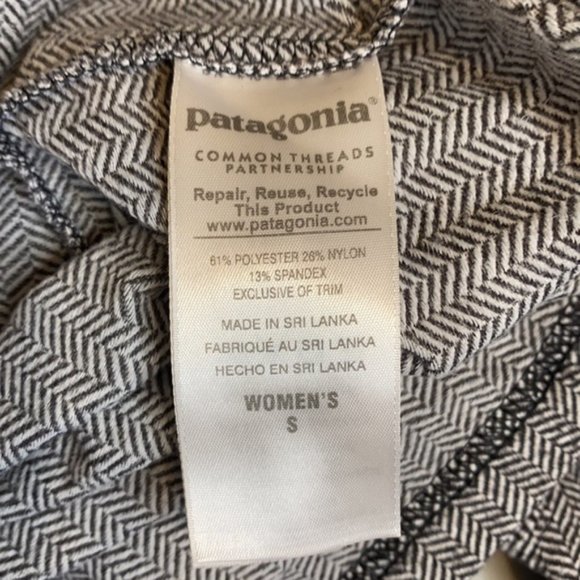 patagonia®
COMMON THREADS
PARTNERSHIP
Repair, Reuse, Recycle
This Product
www.patagonia.com
61% POLYESTER 26% NYLON
13% SPANDEX
EXCLUSIVE OF TRIM
MADE IN SRI LANKA
FABRIQUÉ AU SRI LANKA
HECHO EN SRI LANKA
WOMEN'S
S